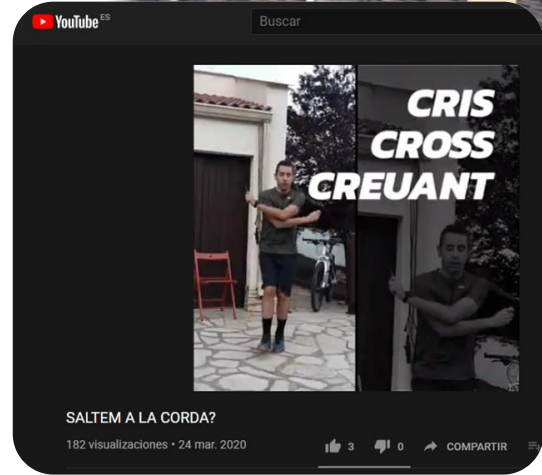 YouTube ES
Buscar
CRIS
CROSS
CREUANT
SALTEM A LA CORDA?
182 visualizaciones • 24 mar. 2020
3 0 COMPARTIR